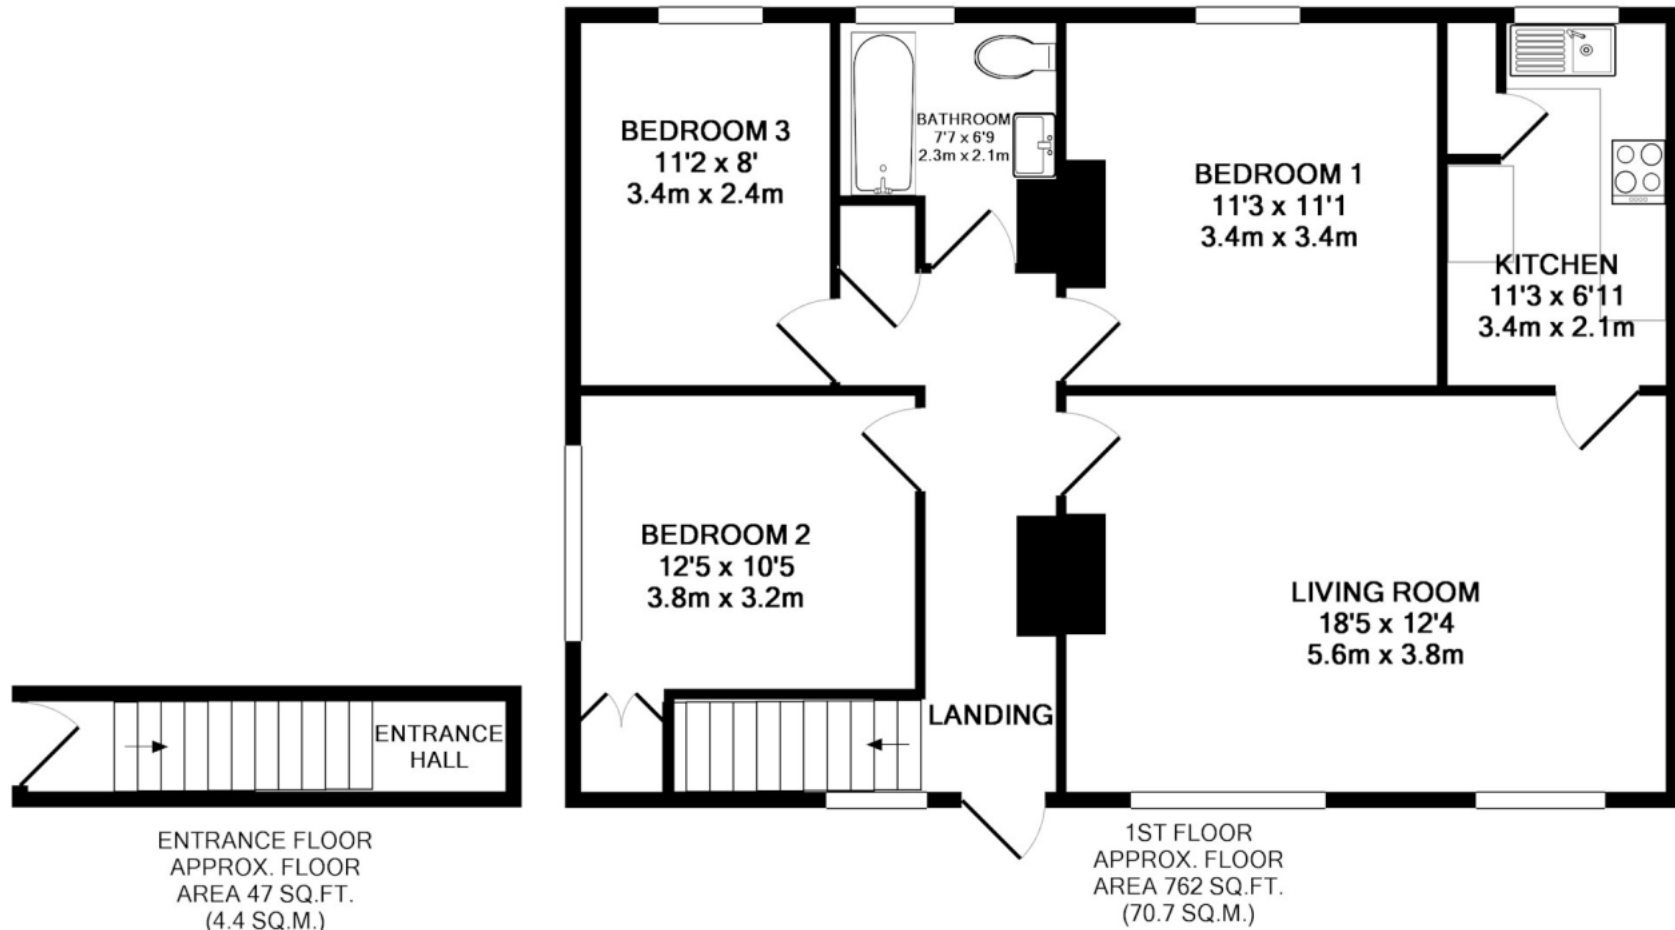 BEDROOM 3
11'2 x 8'
3.4m x 2.4m
BATHROOM
7'7 x 6'9
2.3m x 2.1m
BEDROOM 1
11'3 x 11'1
3.4m x 3.4m
KITCHEN
11'3 x 6'11
3.4m x 2.1m
BEDROOM 2
12'5 x 10'5
3.8m x 3.2m
LIVING ROOM
18'5 x 12'4
5.6m x 3.8m
LANDING
ENTRANCE
HALL
ENTRANCE FLOOR
APPROX. FLOOR
AREA 47 SQ.FT.
(4.4 SQ.M.)
1ST FLOOR
APPROX. FLOOR
AREA 762 SQ.FT.
(70.7 SQ.M.)